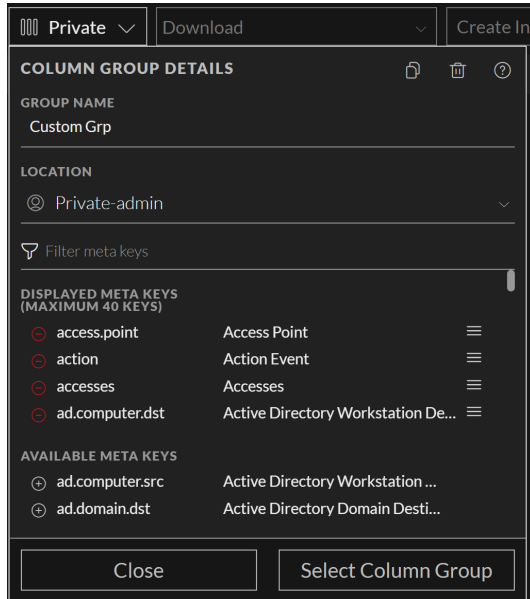 Private Download Create In
COLUMN GROUP DETAILS
GROUP NAME
Custom Grp
LOCATION
Private-admin
Filter meta keys
DISPLAYED META KEYS
(MAXIMUM 40 KEYS)
access.point Access Point
action Action Event
accesses Accesses
ad.computer.dst Active Directory Workstation De...
AVAILABLE META KEYS
ad.computer.src Active Directory Workstation ...
ad.domain.dst Active Directory Domain Desti...
Close Select Column Group